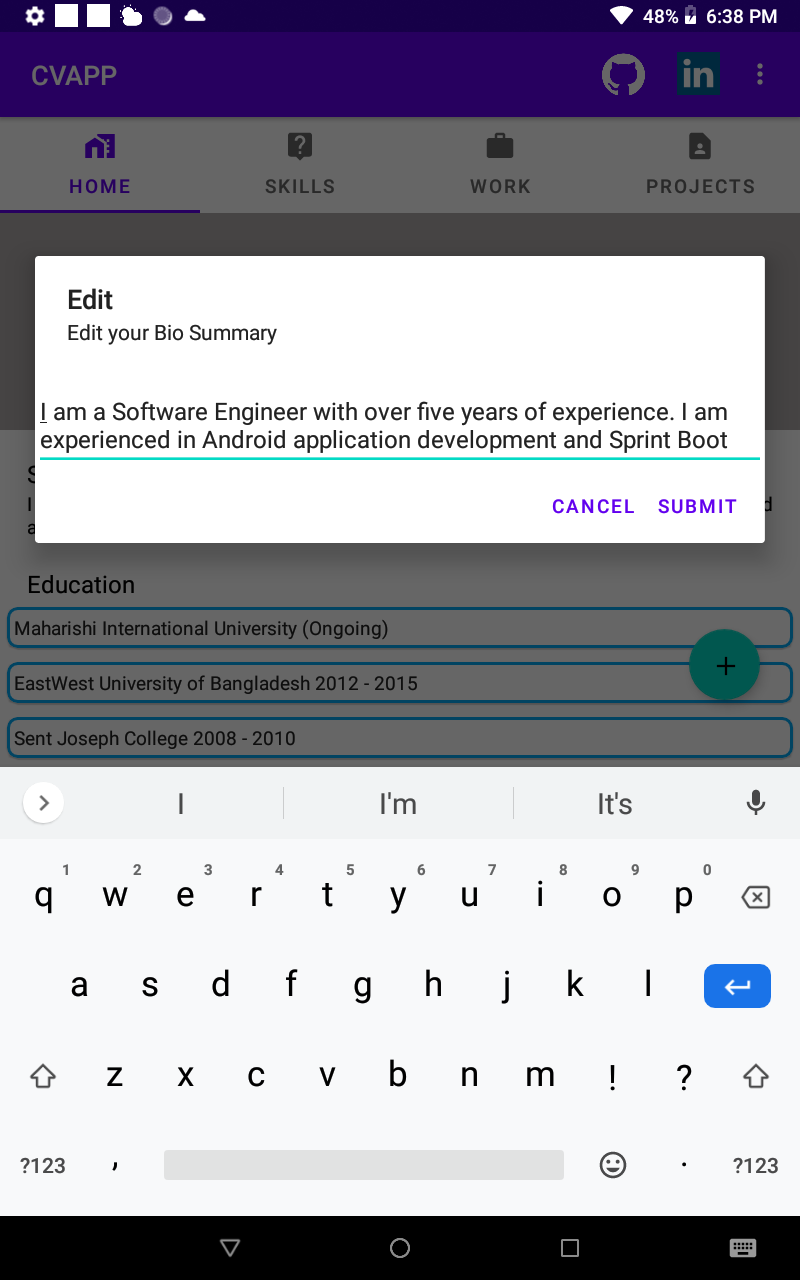 48% 6:38 PM
CVAPP
in
HOME SKILLS WORK PROJECTS
Edit
Edit your Bio Summary
I am a Software Engineer with over five years of experience. I am
experienced in Android application development and Sprint Boot
CANCEL SUBMIT
Education
Maharishi International University (Ongoing)
+
EastWest University of Bangladesh 2012 - 2015
Sent Joseph College 2008 - 2010
I I'm It's
1 2 3 4 5 6 7 8 9 0
q w e r t y u i o p
a s d f g h j k l
z x c v b n m ! ?
?123 , . ?123